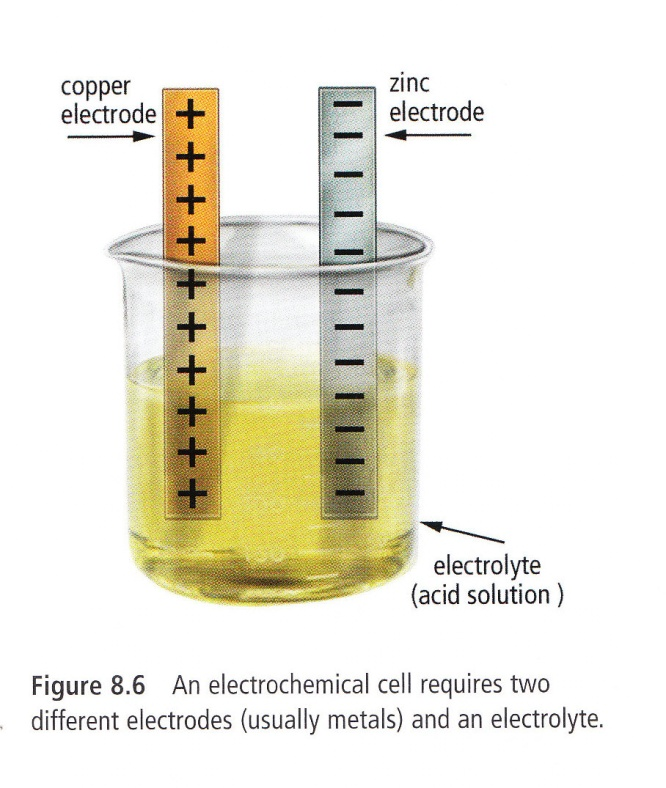 copper
electrode
zinc
electrode
+
+
+
+
+
+
+
+
+
+
−
−
−
−
−
−
−
−
−
−
−
−
electrolyte
(acid solution )
Figure 8.6 An electrochemical cell requires two
different electrodes (usually metals) and an electrolyte.